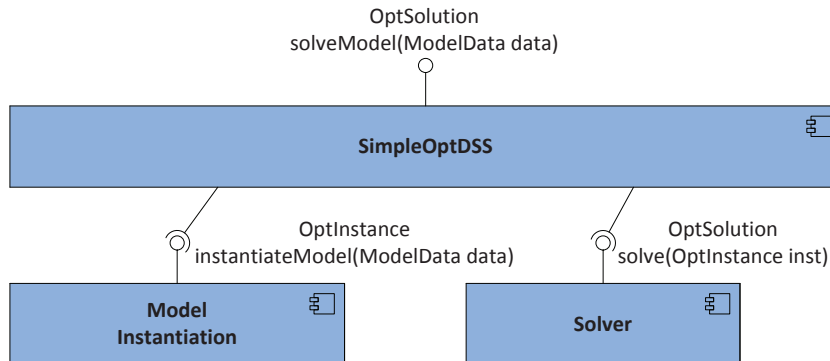 OptSolution
solveModel(ModelData data)
SimpleOptDSS
OptInstance
instantiateModel(ModelData data)
OptSolution
solve(OptInstance inst)
Model
Instantiation
Solver